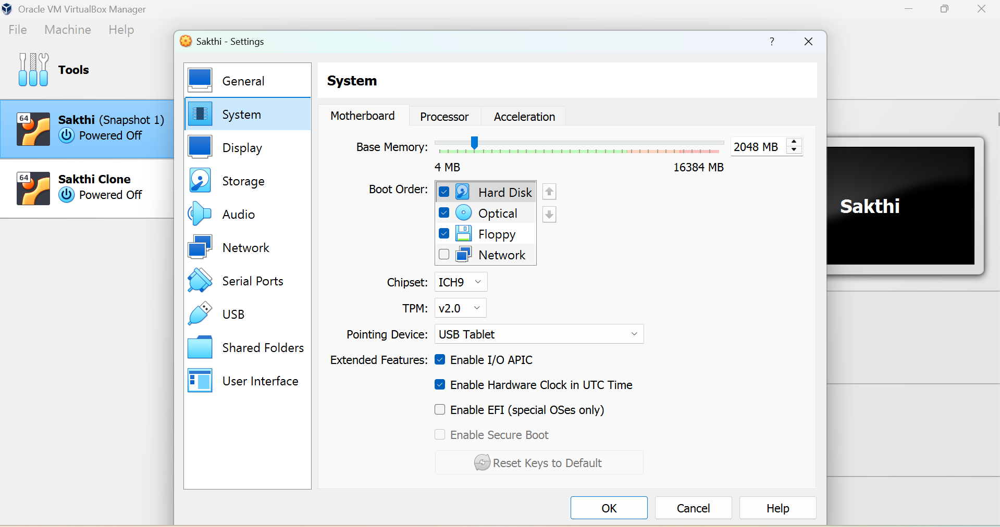 Oracle VM VirtualBox Manager
File Machine Help
Sakthi - Settings
?
Tools
64
Sakthi (Snapshot 1)
Powered Off
64
Sakthi Clone
Powered Off
General
System
Display
Storage
Audio
Network
Serial Ports
USB
Shared Folders
User Interface
System
Motherboard Processor Acceleration
Base Memory: 2048 MB
4 MB 16384 MB
Boot Order: Hard Disk
Optical
Floppy
Network
Chipset: ICH9
TPM: v2.0
Pointing Device: USB Tablet
Extended Features: Enable I/O APIC
Enable Hardware Clock in UTC Time
Enable EFI (special OSes only)
Enable Secure Boot
Reset Keys to Default
OK Cancel Help
Sakthi